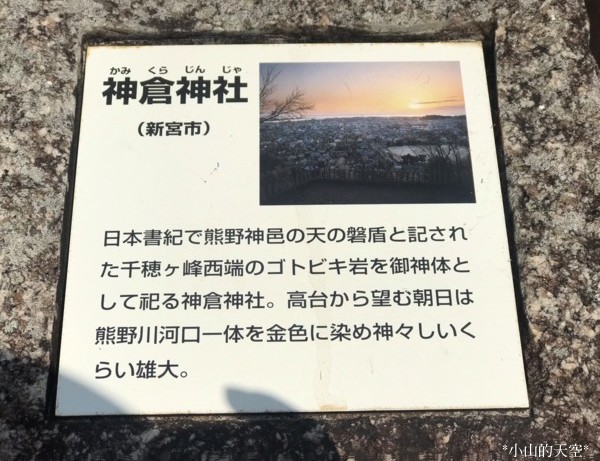 かみくらじんじゃ
神倉神社
(新宮市)
日本書紀で熊野神邑の天の磐盾と記され
た千穂ヶ峰西端のゴトビキ岩を御神体と
して祀る神倉神社。高台から望む朝日は
熊野川河口一体を金色に染め神々しいく
らい雄大。
*小山的天空*